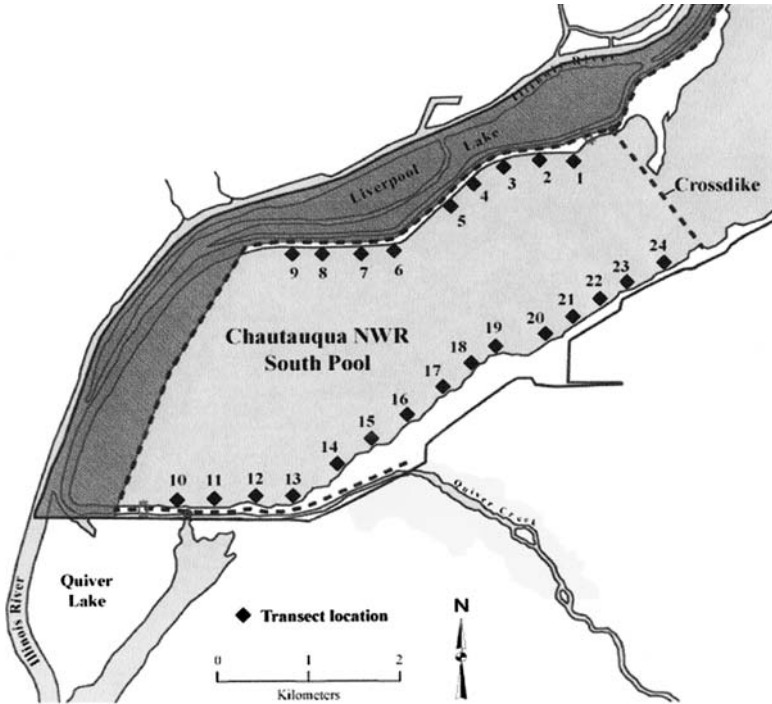 Illinois River
Liverpool Lake
Crossdike
1
2
3
4
5
6
7
8
9
Chautauqua NWR
South Pool
24
23
22
21
20
19
18
17
16
15
14
13
12
11
10
Quiver Creek
Quiver
Lake
Illinois River
Transect location
N
0 1 2
Kilometers